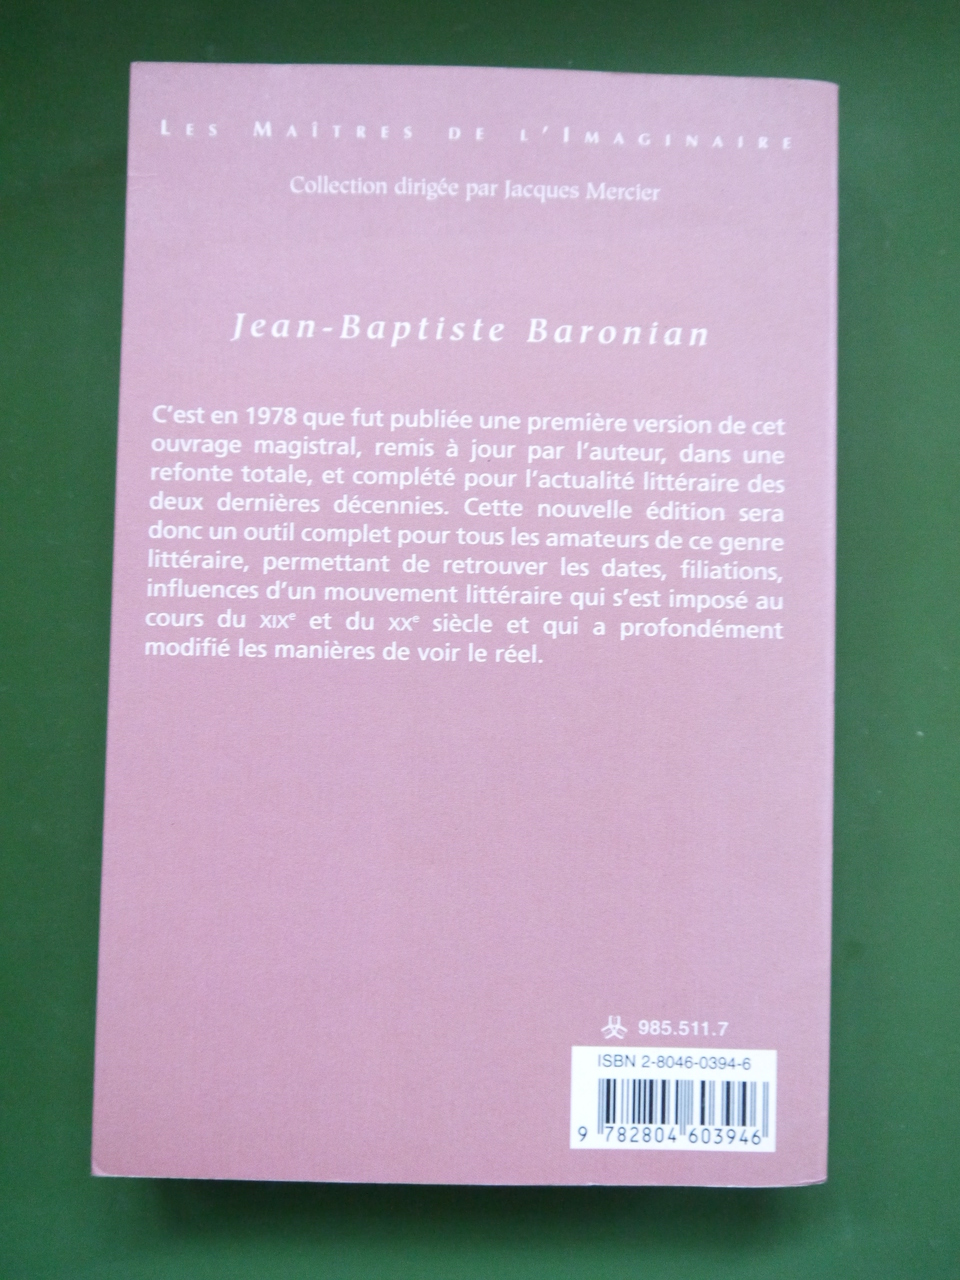 LES MAÎTRES DE L'IMAGINAIRE
Collection dirigée par Jacques Mercier
Jean-Baptiste Baronian
C'est en 1978 que fut publiée une première version de cet
ouvrage magistral, remis à jour par l'auteur, dans une
refonte totale, et complété pour l'actualité littéraire des
deux dernières décennies. Cette nouvelle édition sera
donc un outil complet pour tous les amateurs de ce genre
littéraire, permettant de retrouver les dates, filiations,
influences d'un mouvement littéraire qui s'est imposé au
cours du XIXe et du XXe siècle et qui a profondément
modifié les manières de voir le réel.
985.511.7
ISBN 2-8046-0394-6
9 782804 603946